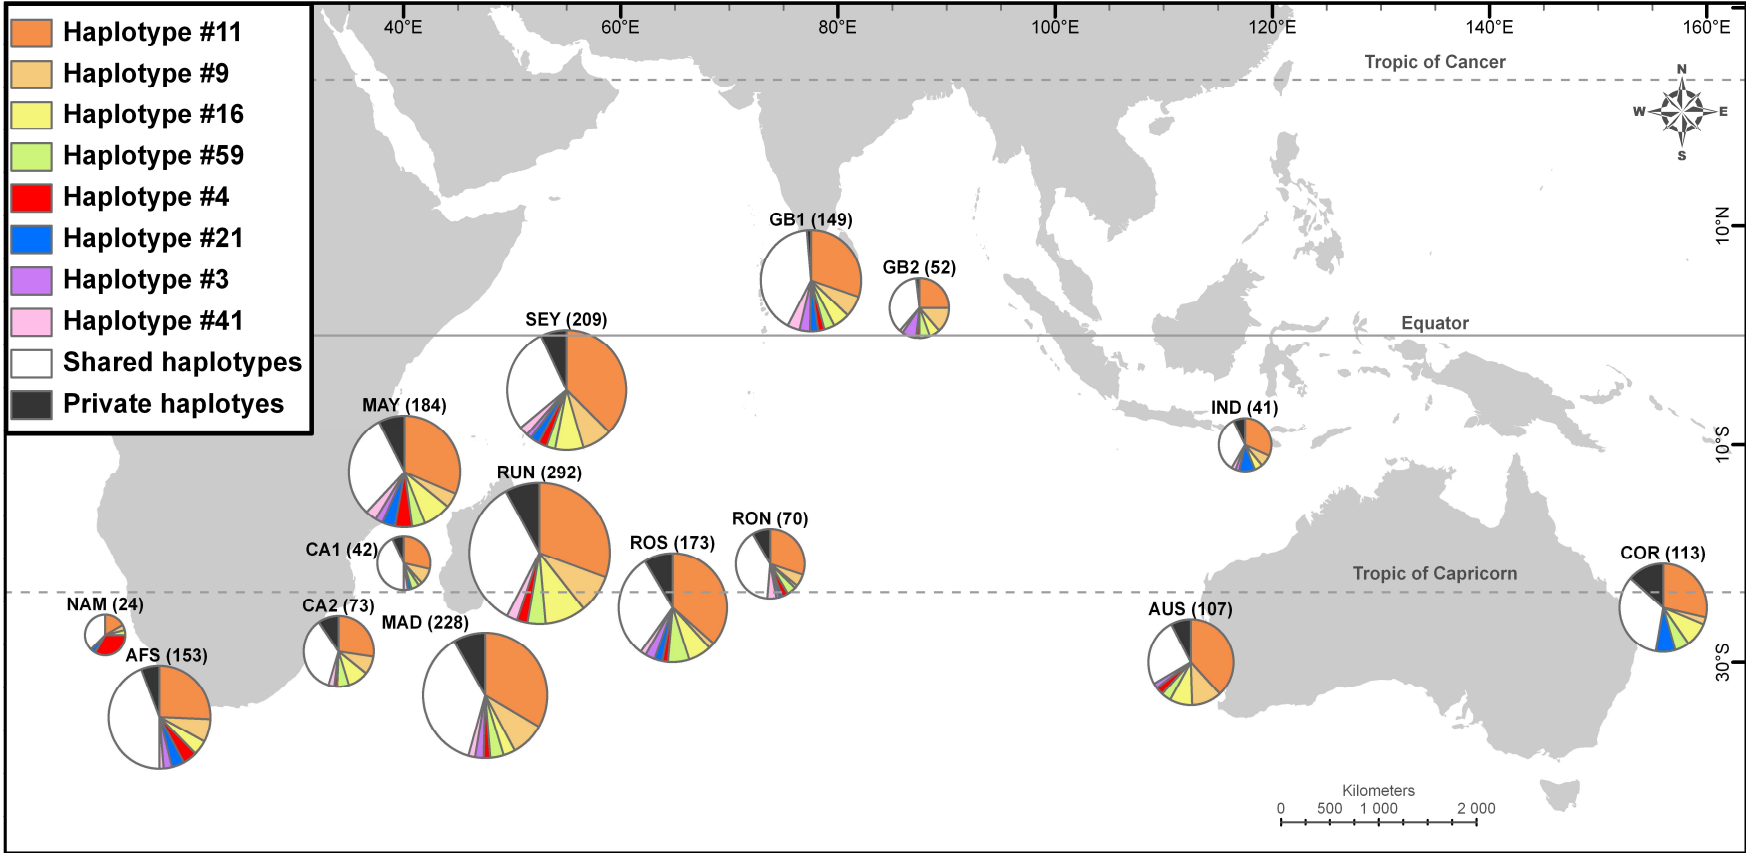 Haplotype #11
Haplotype #9
Haplotype #16
Haplotype #59
Haplotype #4
Haplotype #21
Haplotype #3
Haplotype #41
Shared haplotypes
Private haplotyes
40°E
60°E
80°E
100°E
120°E
140°E
160°E
Tropic of Cancer
N
W
E
S
10°N
GB1 (149)
GB2 (52)
SEY (209)
Equator
MAY (184)
IND (41)
10°S
RUN (292)
RON (70)
CA1 (42)
ROS (173)
COR (113)
Tropic of Capricorn
NAM (24)
CA2 (73)
MAD (228)
AUS (107)
AFS (153)
30°S
Kilometers
0 500 1 000 2 000